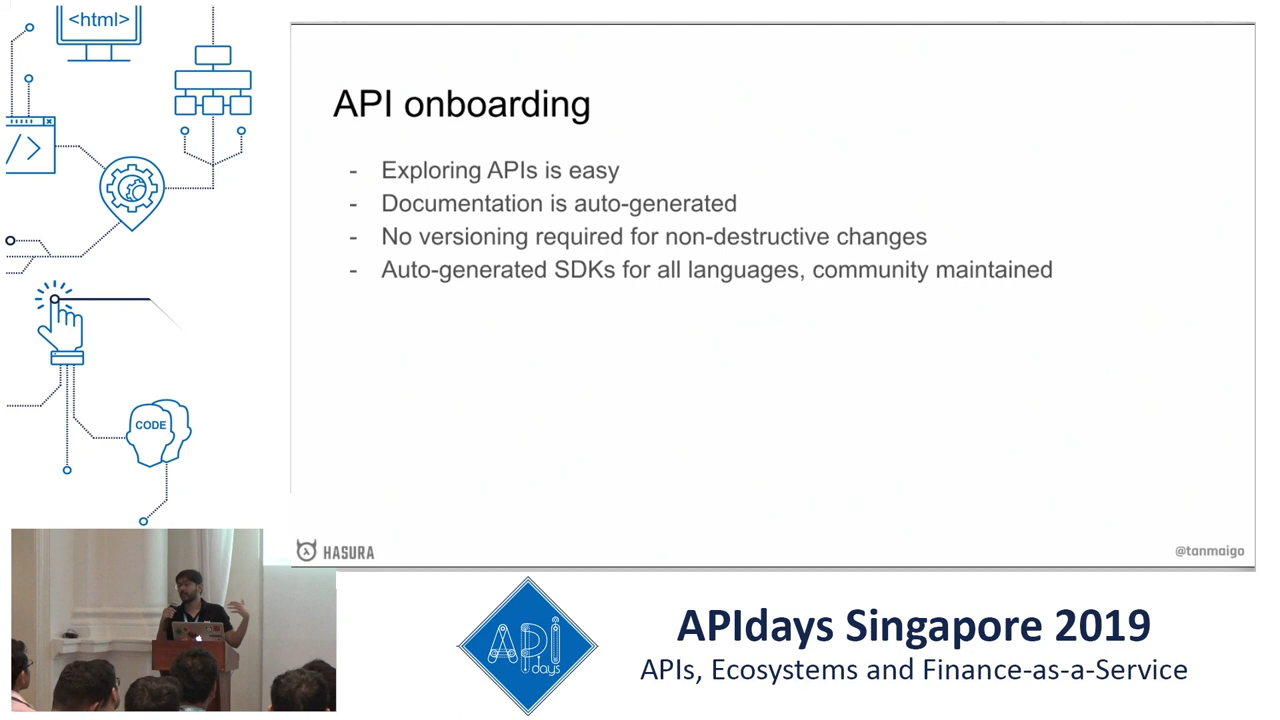 <html>
</>
CODE
API onboarding
- Exploring APIs is easy
- Documentation is auto-generated
- No versioning required for non-destructive changes
- Auto-generated SDKs for all languages, community maintained
HASURA
@tanmaigo
API
days
APIdays Singapore 2019
APIs, Ecosystems and Finance-as-a-Service